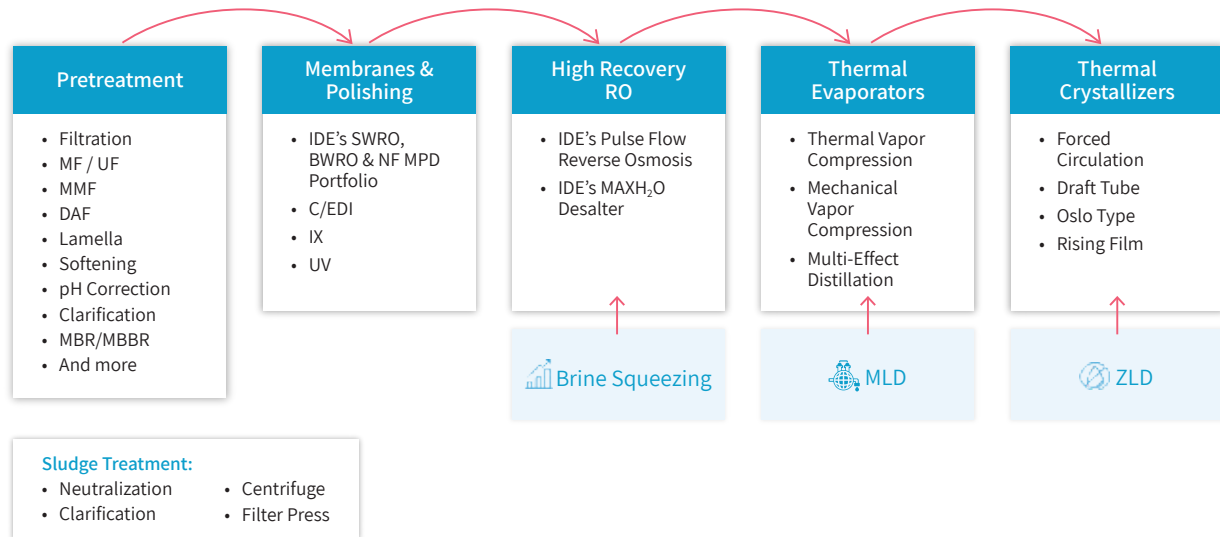 Pretreatment
• Filtration
• MF / UF
• MMF
• DAF
• Lamella
• Softening
• pH Correction
• Clarification
• MBR/MBBR
• And more
Membranes &
Polishing
• IDE's SWRO,
BWRO & NF MPD
Portfolio
• C/EDI
• IX
• UV
High Recovery
RO
• IDE's Pulse Flow
Reverse Osmosis
• IDE's MAXH₂O
Desalter
Brine Squeezing
Thermal
Evaporators
• Thermal Vapor
Compression
• Mechanical
Vapor
Compression
• Multi-Effect
Distillation
MLD
Thermal
Crystallizers
• Forced
Circulation
• Draft Tube
• Oslo Type
• Rising Film
ZLD
Sludge Treatment:
• Neutralization
• Clarification
• Centrifuge
• Filter Press